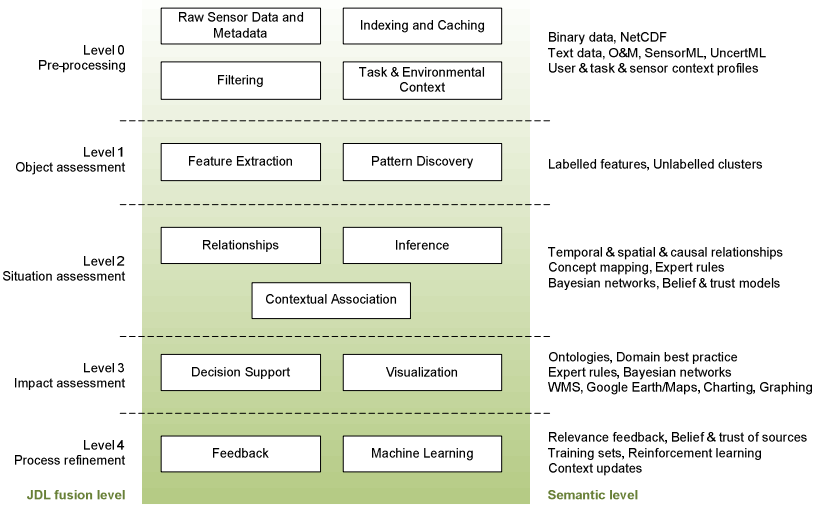 Level 0
Pre-processing
Raw Sensor Data and
Metadata
Indexing and Caching
Filtering
Task & Environmental
Context
Binary data, NetCDF
Text data, O&M, SensorML, UncertML
User & task & sensor context profiles
Level 1
Object assessment
Feature Extraction
Pattern Discovery
Labelled features, Unlabelled clusters
Level 2
Situation assessment
Relationships
Inference
Contextual Association
Temporal & spatial & causal relationships
Concept mapping, Expert rules
Bayesian networks, Belief & trust models
Level 3
Impact assessment
Decision Support
Visualization
Ontologies, Domain best practice
Expert rules, Bayesian networks
WMS, Google Earth/Maps, Charting, Graphing
Level 4
Process refinement
Feedback
Machine Learning
Relevance feedback, Belief & trust of sources
Training sets, Reinforcement learning
Context updates
JDL fusion level
Semantic level